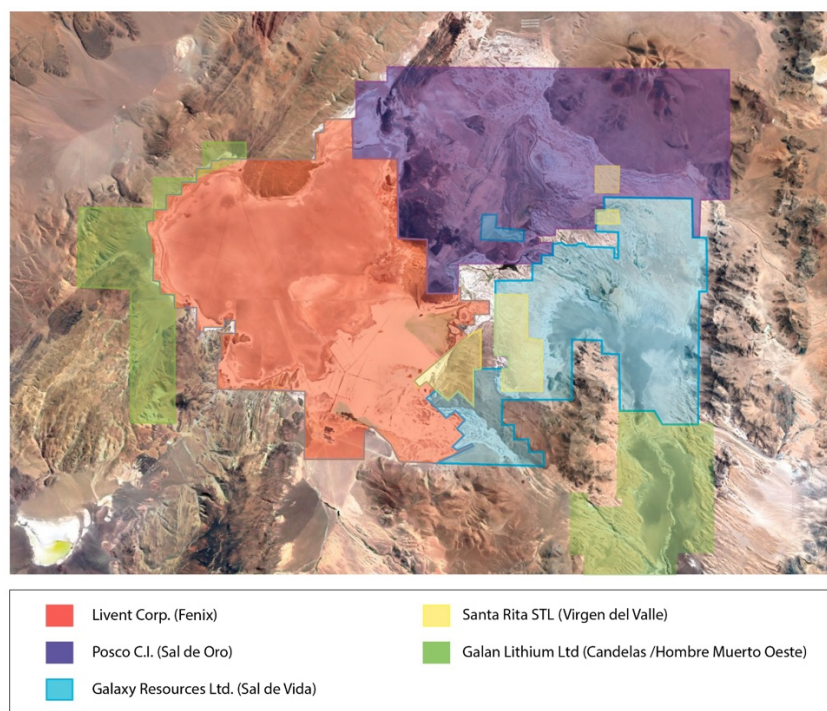 Livent Corp. (Fenix)
Posco C.I. (Sal de Oro)
Galaxy Resources Ltd. (Sal de Vida)
Santa Rita STL (Virgen del Valle)
Galan Lithium Ltd (Candelas /Hombre Muerto Oeste)